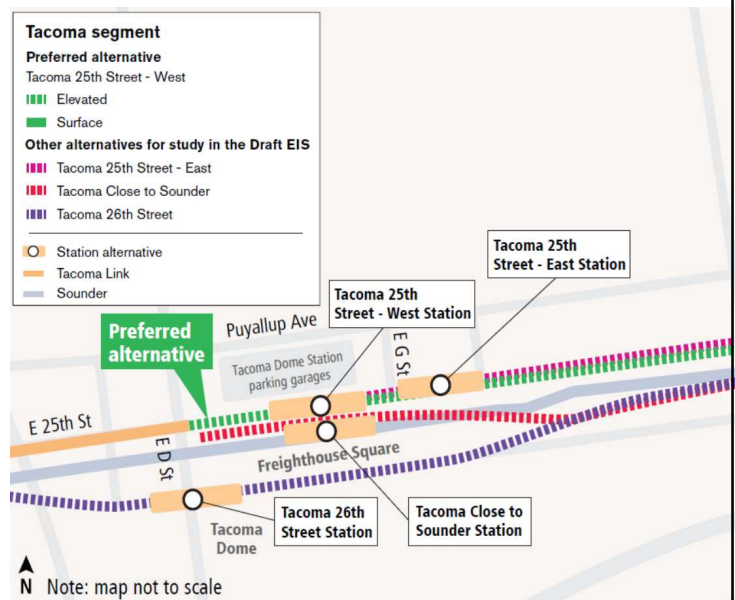 Tacoma segment
Preferred alternative
Tacoma 25th Street - West
Elevated
Surface
Other alternatives for study in the Draft EIS
Tacoma 25th Street - East
Tacoma Close to Sounder
Tacoma 26th Street
Station alternative
Tacoma Link
Sounder
Tacoma 25th
Street - East Station
Tacoma 25th
Street - West Station
Preferred
alternative
Puyallup Ave
E G St
Tacoma Dome Station
parking garages
E 25th St
E D St
Freighthouse Square
Tacoma 26th
Street Station
Tacoma Close to
Sounder Station
Tacoma
Dome
N Note: map not to scale